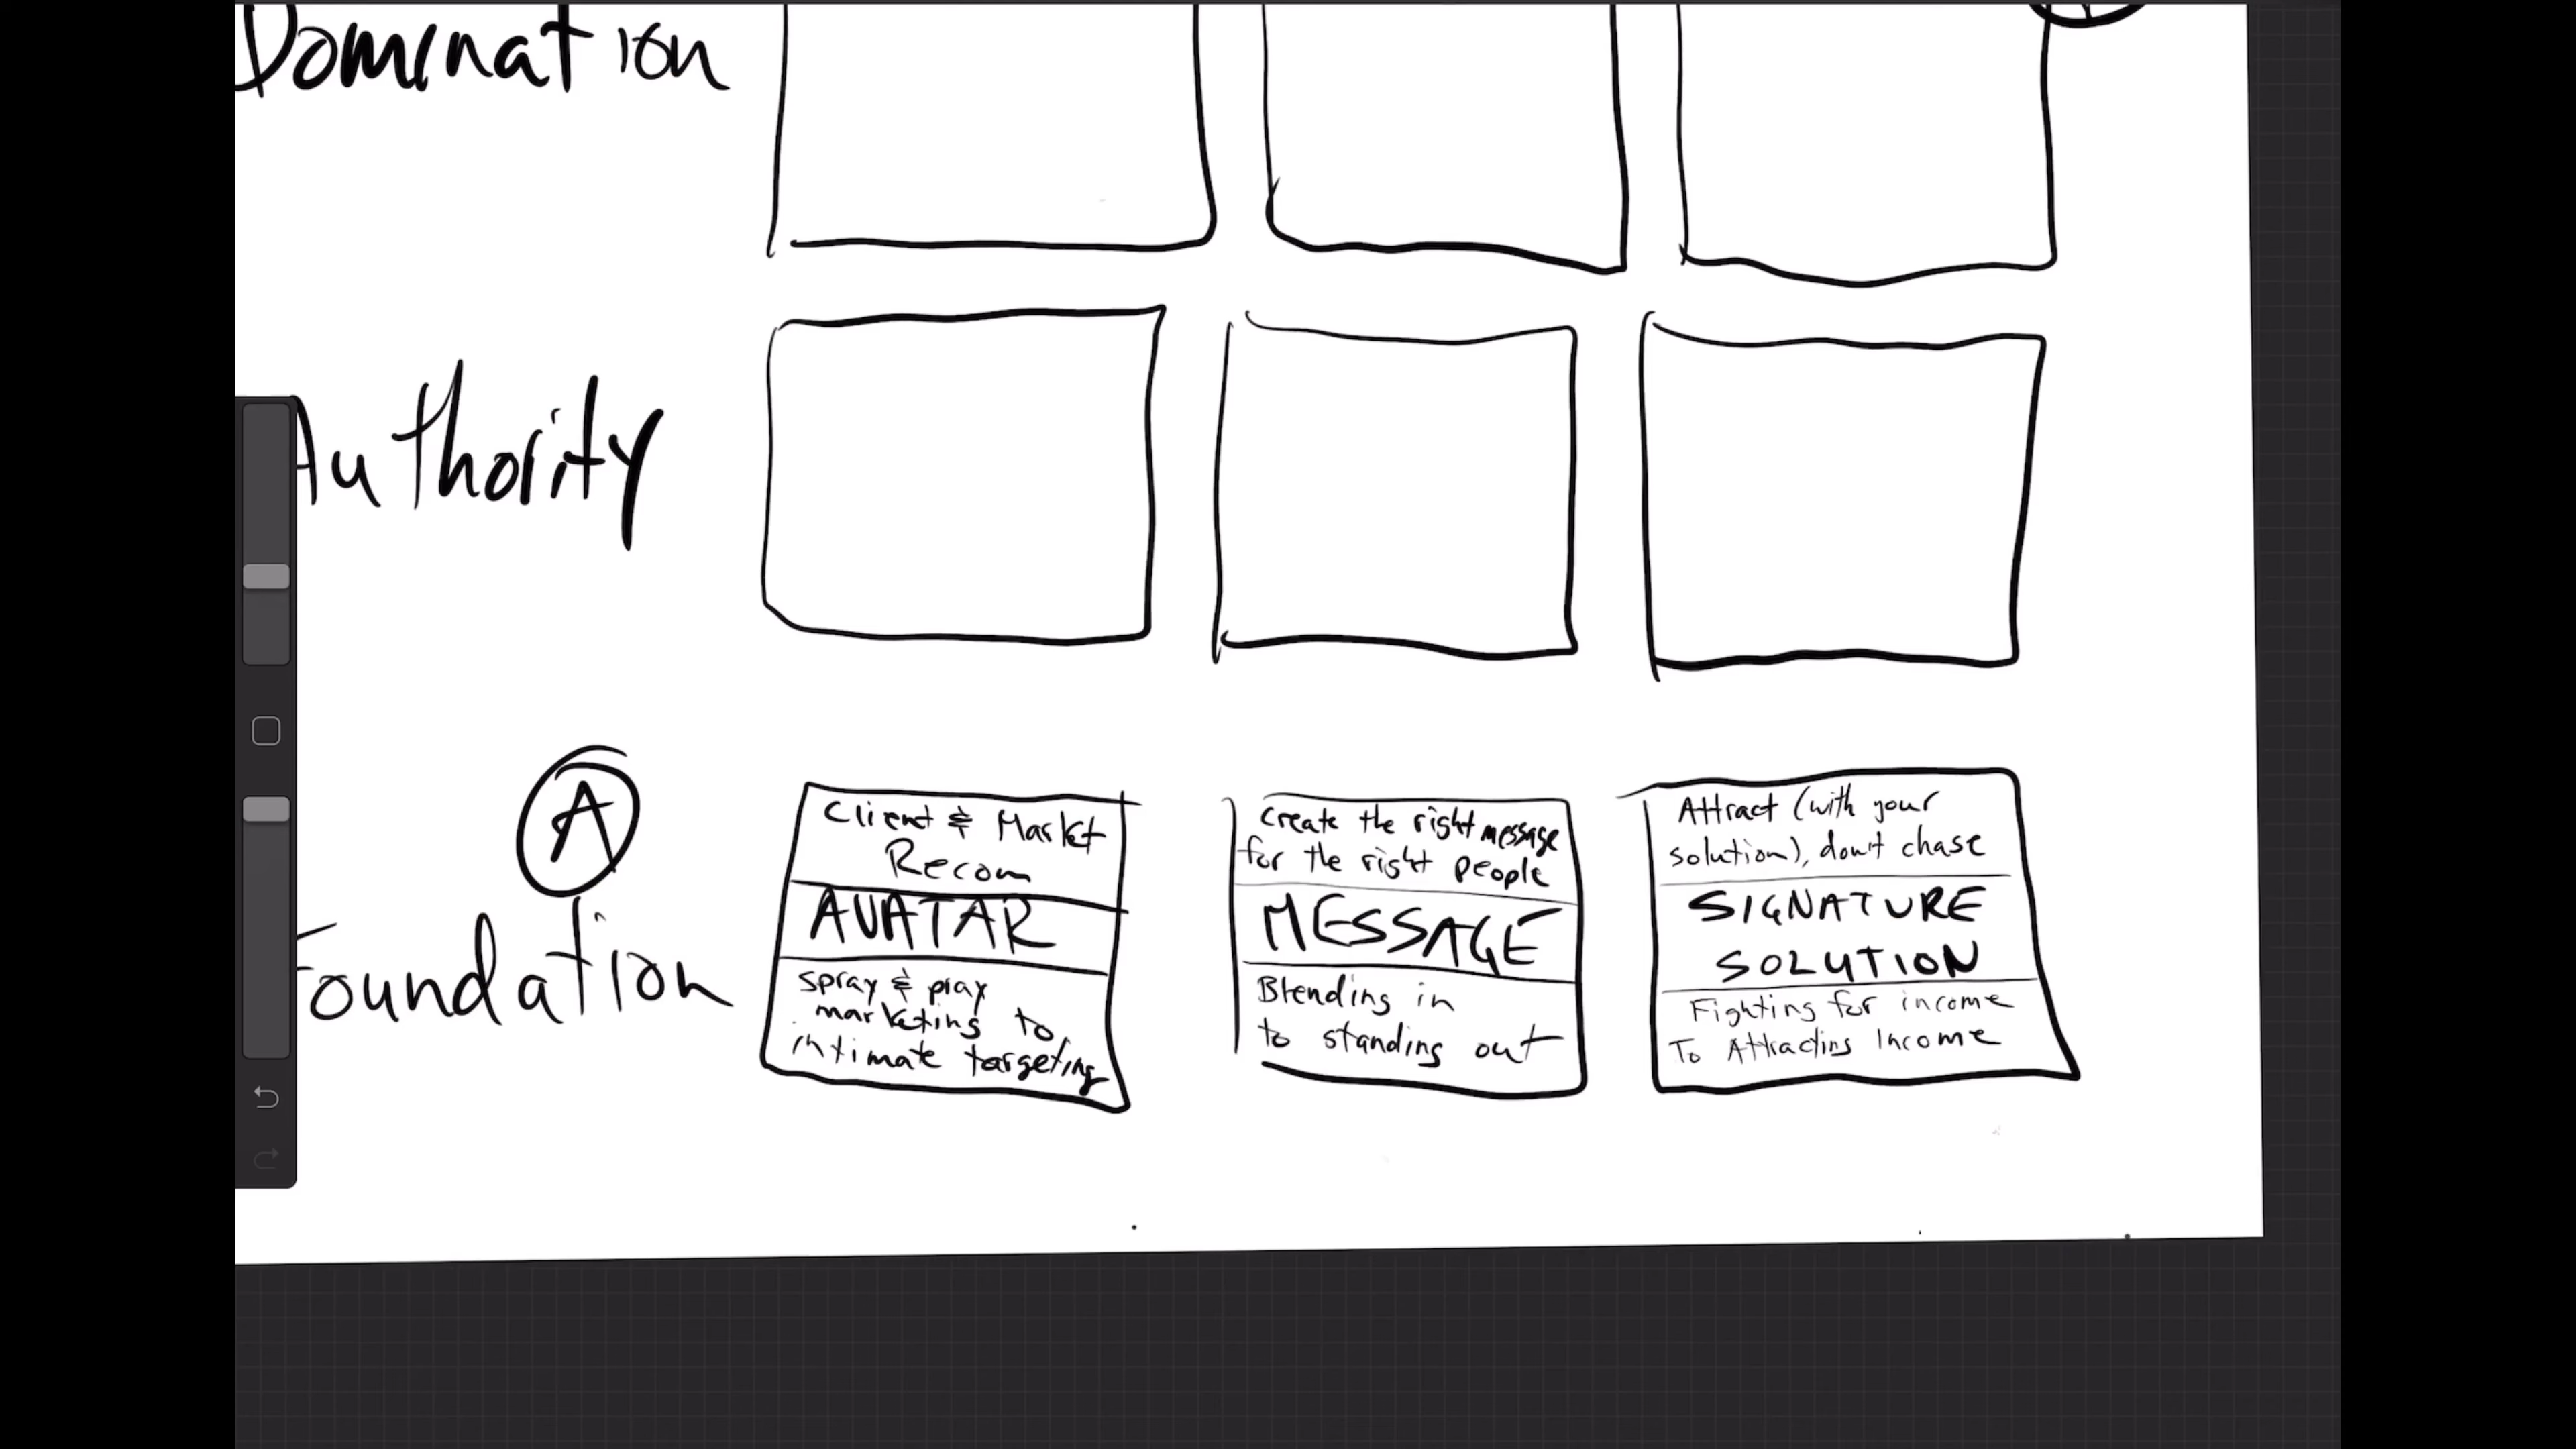 Domination
Authority
A
Foundation
Client & Market
Recon
AVATAR
spray & pray
marketing to
intimate targeting
create the right message
for the right people
MESSAGE
Blending in
to standing out
Attract (with your
solution), don't chase
SIGNATURE
SOLUTION
Fighting for income
To Attracting Income